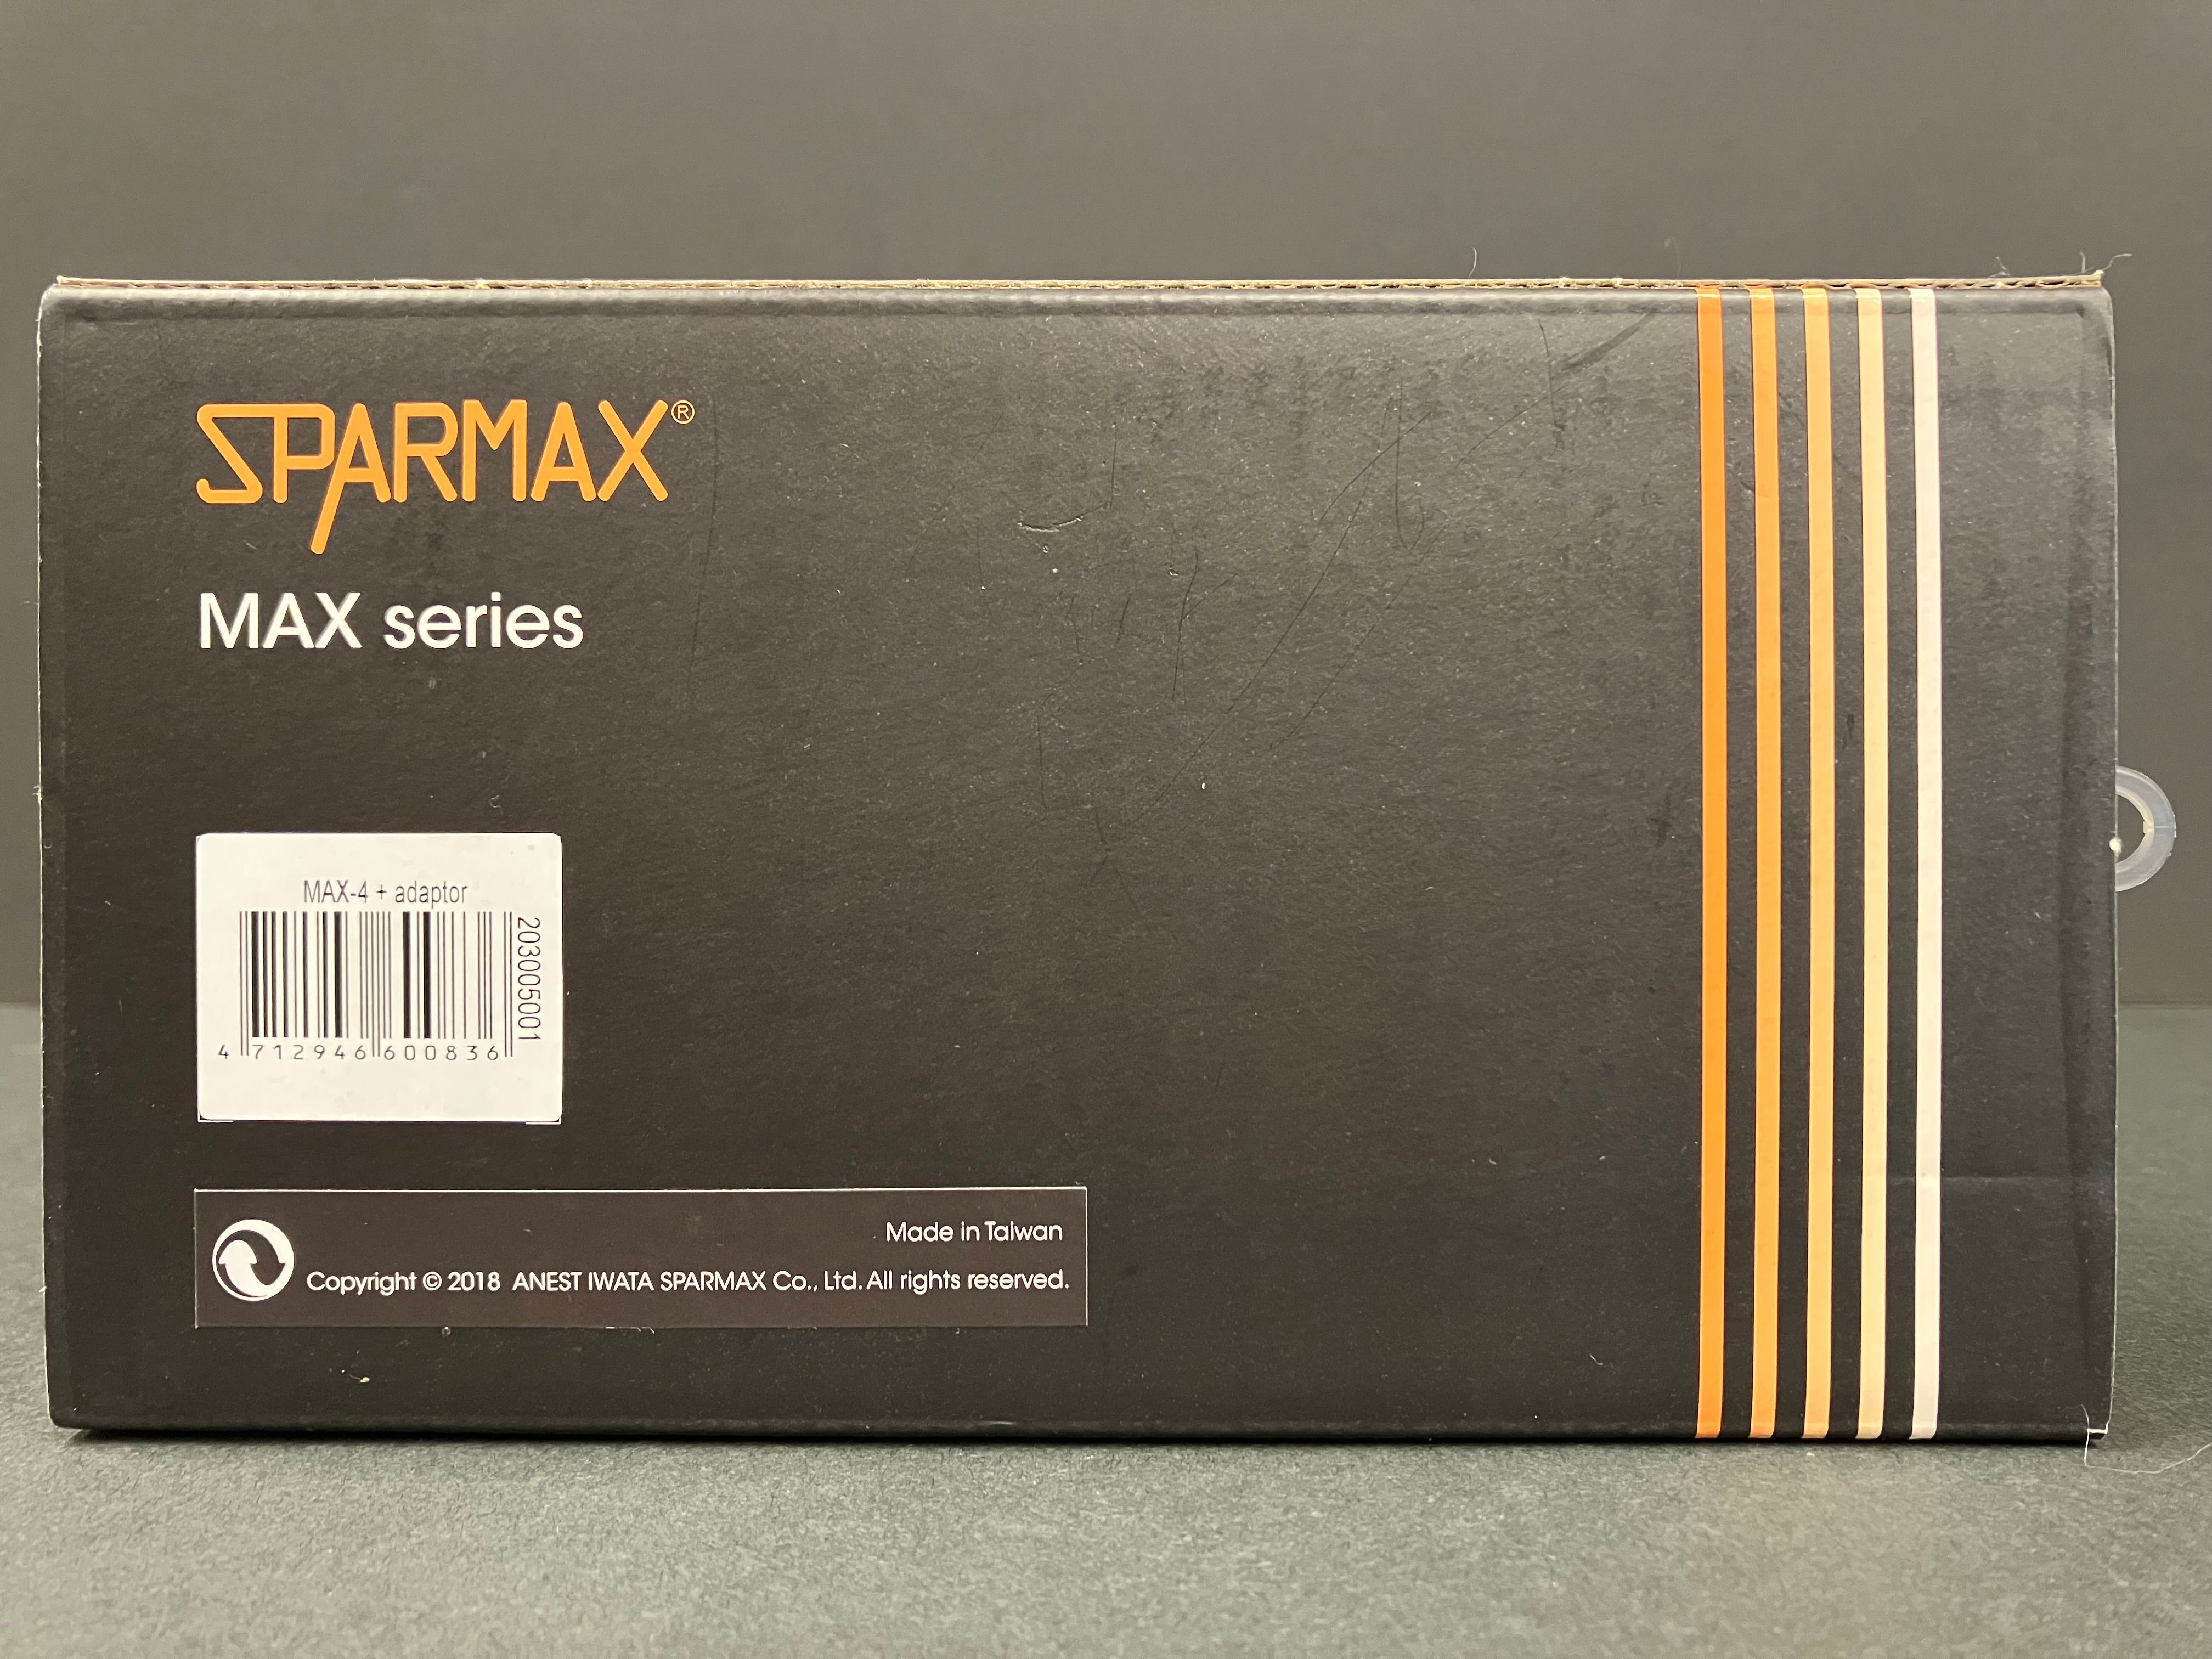 SPARMAX®
MAX series
MAX-4 + adaptor
203005001
4 712946 600836
Made in Taiwan
Copyright © 2018 ANEST IWATA SPARMAX Co., Ltd. All rights reserved.